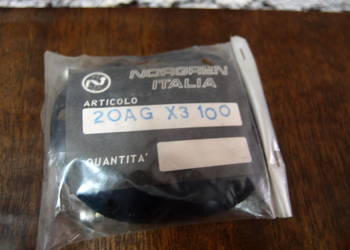 NORGREN
ITALIA
ARTICOLO
20AG X3 100
QUANTITA'